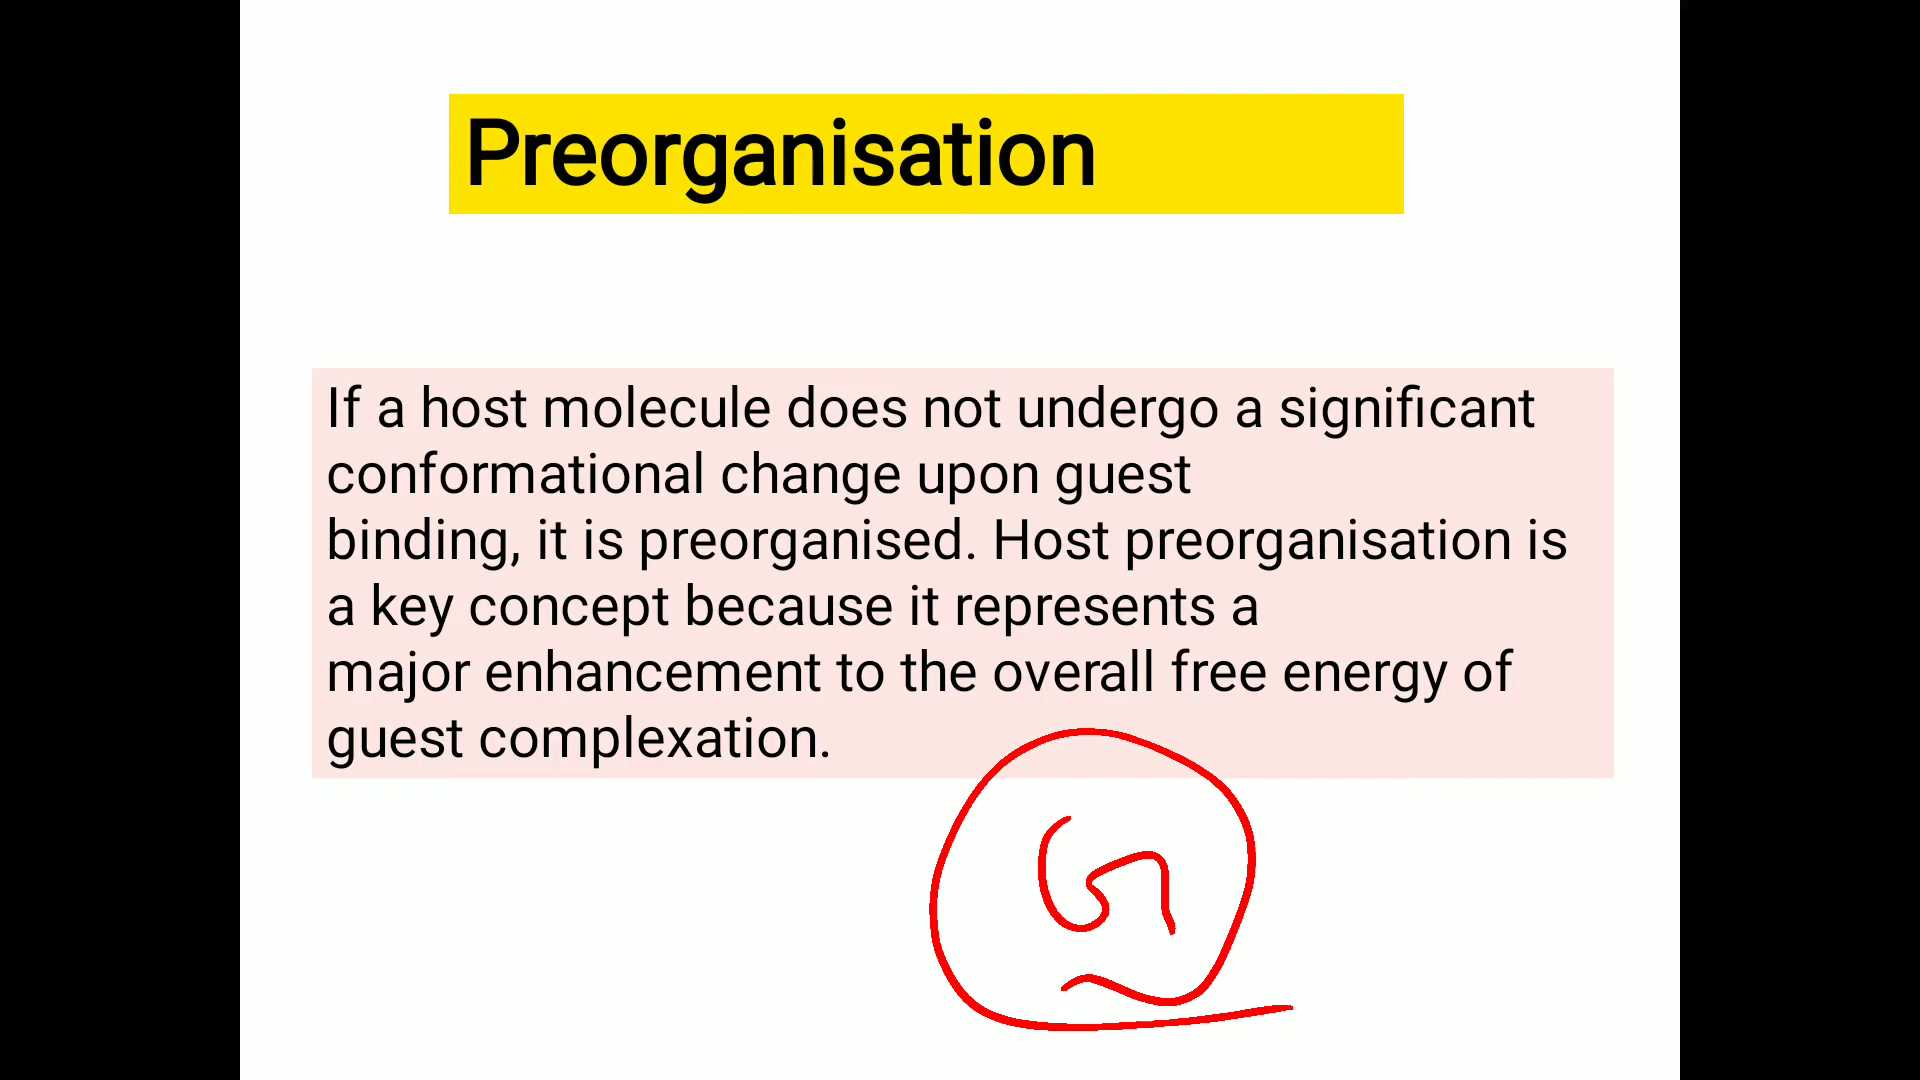 Preorganisation
If a host molecule does not undergo a significant
conformational change upon guest
binding, it is preorganised. Host preorganisation is
a key concept because it represents a
major enhancement to the overall free energy of
guest complexation.